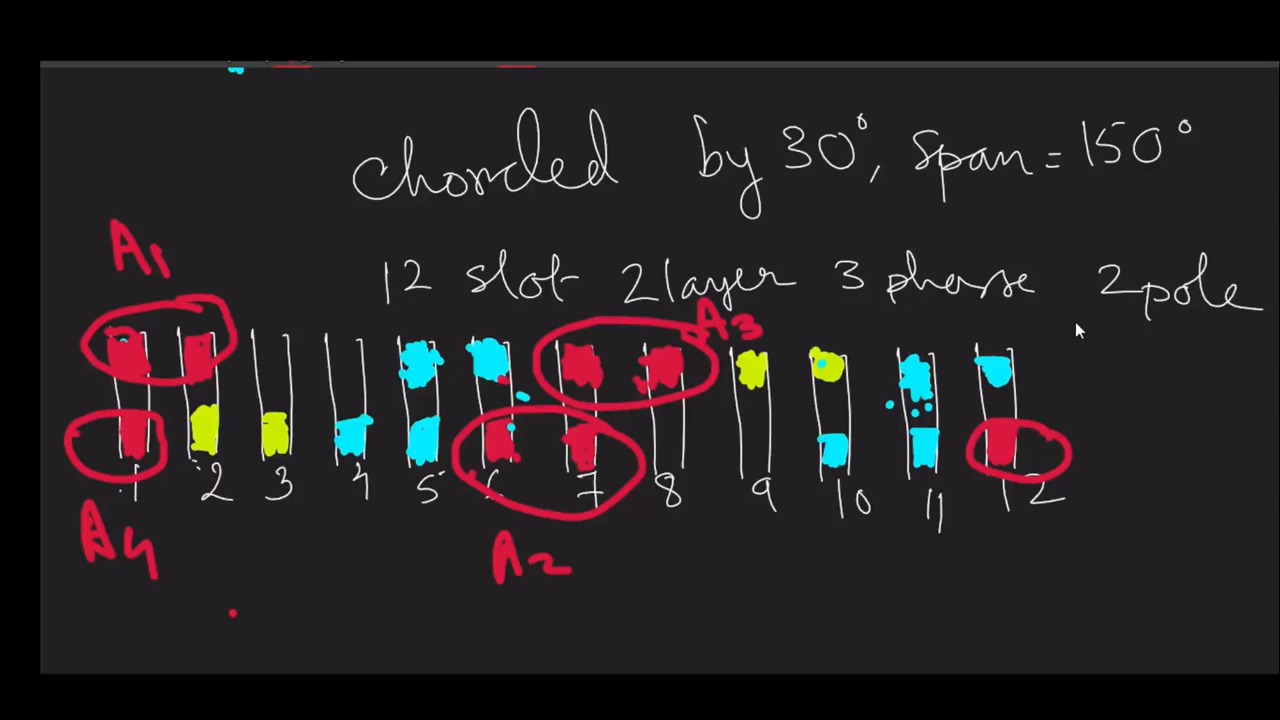 chorded by 30°, span = 150°
A1
12 slot 2 layer 3 phase 2 pole
A3
1 2 3 4 5 6 7 8 9 10 11 12
A4
A2